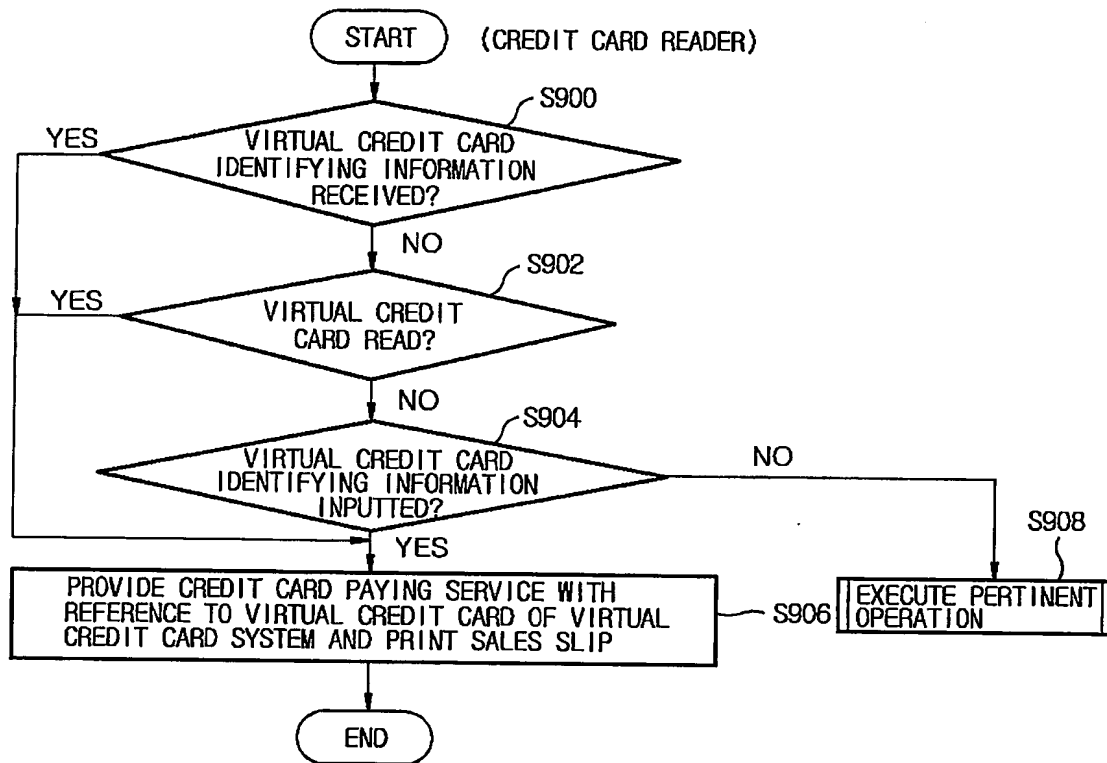 START
(CREDIT CARD READER)
S900
YES
VIRTUAL CREDIT CARD
IDENTIFYING INFORMATION
RECEIVED?
NO
S902
YES
VIRTUAL CREDIT
CARD READ?
NO
S904
VIRTUAL CREDIT CARD
IDENTIFYING INFORMATION
INPUTTED?
NO
YES
S908
PROVIDE CREDIT CARD PAYING SERVICE WITH
REFERENCE TO VIRTUAL CREDIT CARD OF VIRTUAL
CREDIT CARD SYSTEM AND PRINT SALES SLIP
S906
EXECUTE PERTINENT
OPERATION
END